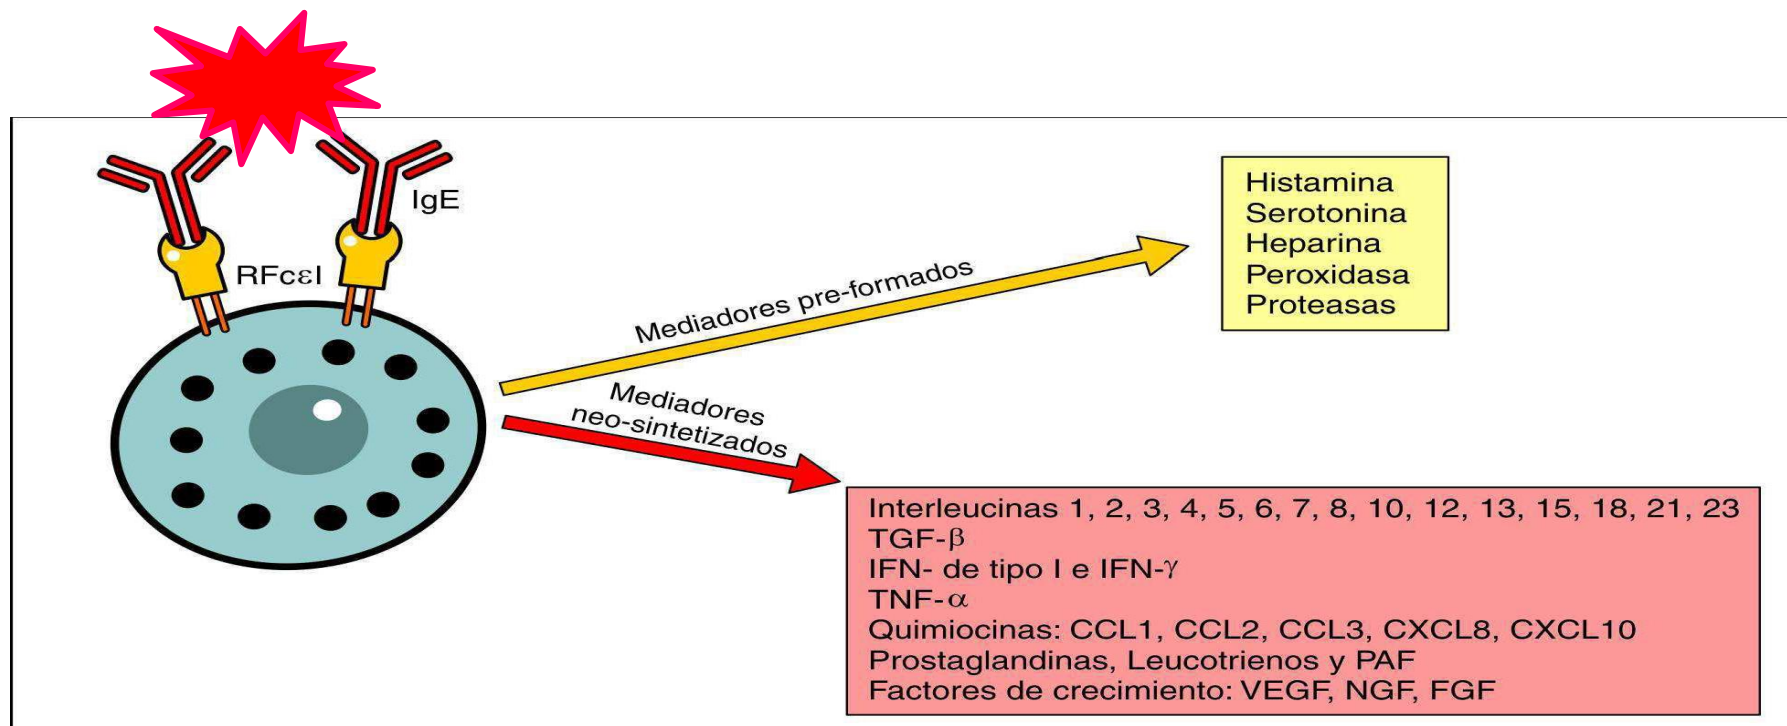 IgE
RFcεI
Mediadores pre-formados
Histamina
Serotonina
Heparina
Peroxidasa
Proteasas
Mediadores
neo-sintetizados
Interleucinas 1, 2, 3, 4, 5, 6, 7, 8, 10, 12, 13, 15, 18, 21, 23
TGF-β
IFN- de tipo I e IFN-γ
TNF-α
Quimiocinas: CCL1, CCL2, CCL3, CXCL8, CXCL10
Prostaglandinas, Leucotrienos y PAF
Factores de crecimiento: VEGF, NGF, FGF